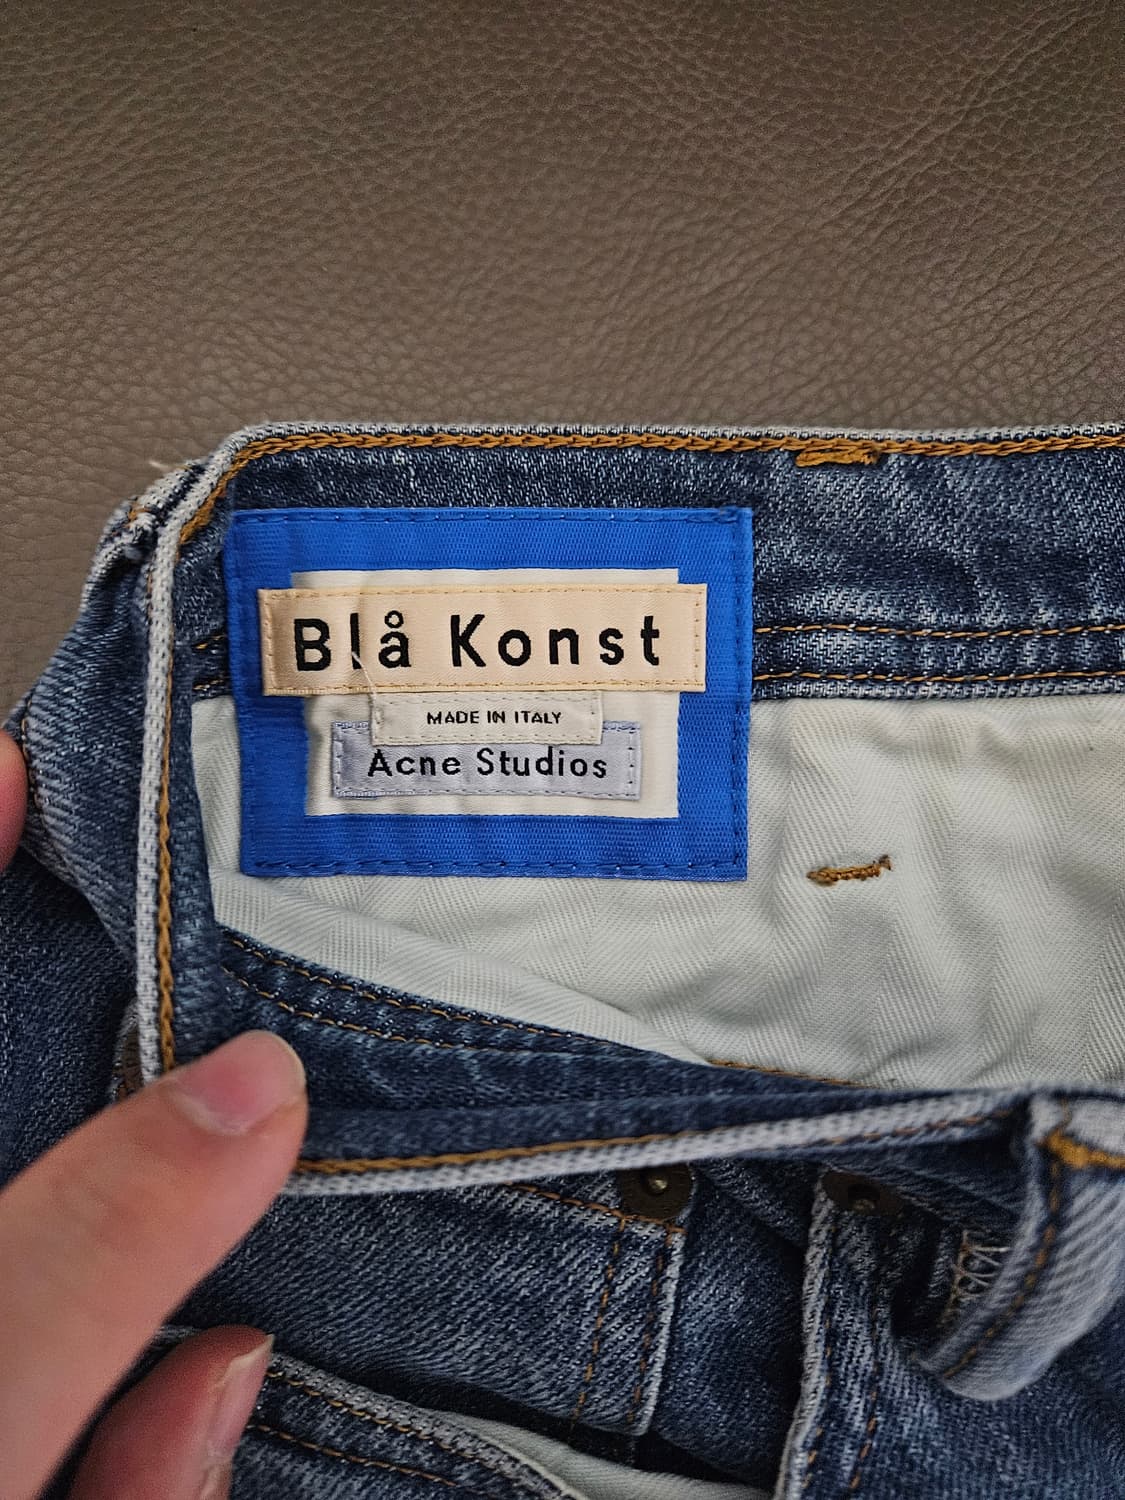 Blå Konst
MADE IN ITALY
Acne Studios